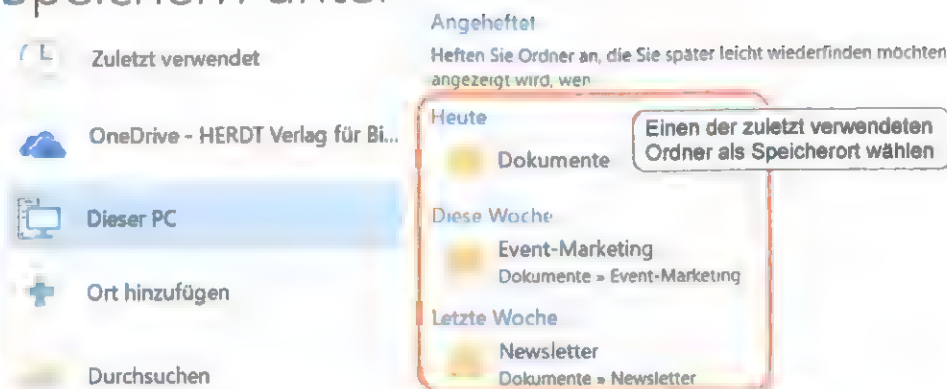 Speichern unter
Zuletzt verwendet
OneDrive - HERDT Verlag für Bi...
Dieser PC
Ort hinzufügen
Durchsuchen
Angeheftet
Heften Sie Ordner an, die Sie später leicht wiederfinden möchten
angezeigt wird, wen
Heute
Einen der zuletzt verwendeten
Ordner als Speicherort wählen
Dokumente
Diese Woche
Event-Marketing
Dokumente » Event-Marketing
Letzte Woche
Newsletter
Dokumente » Newsletter